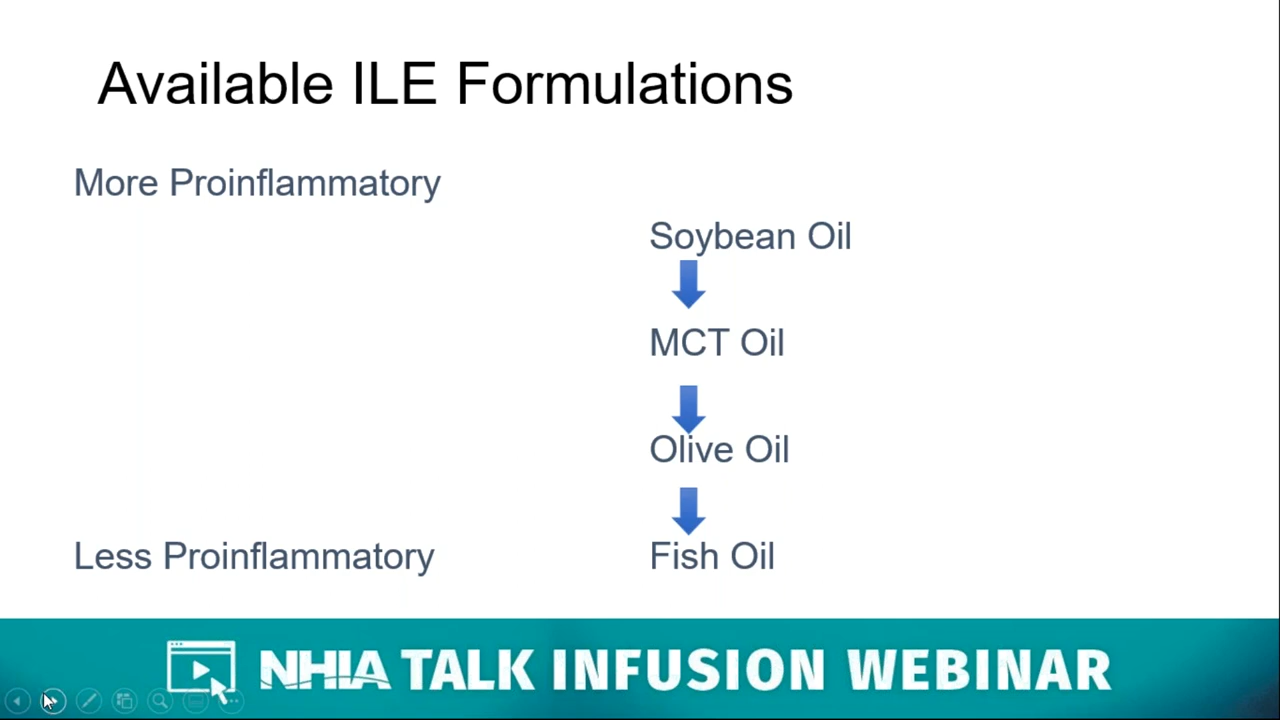 Available ILE Formulations
More Proinflammatory
Soybean Oil
MCT Oil
Olive Oil
Less Proinflammatory Fish Oil
NHIA TALK INFUSION WEBINAR